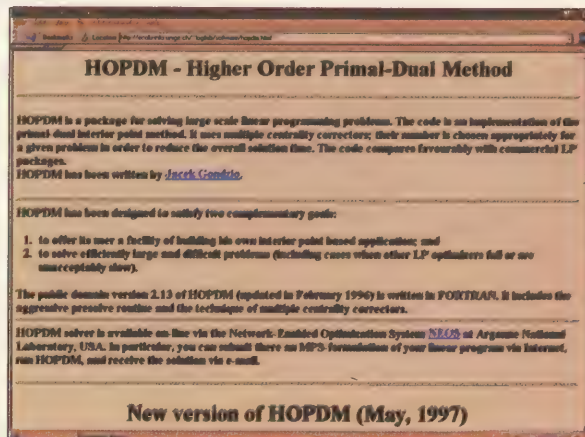 Bookmarks Location
HOPDM - Higher Order Primal-Dual Method
HOPDM is a package for solving large scale linear programming problems. The code is an implementation of the
primal-dual interior point method. It uses multiple centrality correctors; their number is chosen appropriately for
a given problem in order to reduce the overall solution time. The code compares favourably with commercial LP
packages.
HOPDM has been written by Jacek Gondzio.
HOPDM has been designed to satisfy two complementary goals:
1. to offer its user a facility of building his own interior point based application; and
2. to solve efficiently large and difficult problems (including cases when other LP optimizers fail or are
unacceptably slow).
The public domain version 2.13 of HOPDM (updated in February 1996) is written in FORTRAN. It includes the
aggressive presolve routine and the technique of multiple centrality correctors.
HOPDM solver is available on-line via the Network-Enabled Optimization System NEOS at Argonne National
Laboratory, USA. In particular, you can submit there an MPS-formulation of your linear program via Internet,
run HOPDM, and receive the solution via e-mail.
New version of HOPDM (May, 1997)